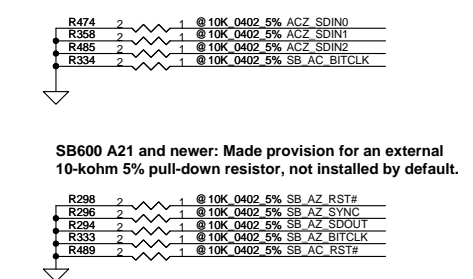 R474 2 1 @10K_0402_5% ACZ_SDIN0
R358 2 1 @10K_0402_5% ACZ_SDIN1
R485 2 1 @10K_0402_5% ACZ_SDIN2
R334 2 1 @10K_0402_5% SB_AC_BITCLK
SB600 A21 and newer: Made provision for an external
10-kohm 5% pull-down resistor, not installed by default.
R298 2 1 @10K_0402_5% SB_AZ_RST#
R296 2 1 @10K_0402_5% SB_AZ_SYNC
R294 2 1 @10K_0402_5% SB_AZ_SDOUT
R333 2 1 @10K_0402_5% SB_AZ_BITCLK
R489 2 1 @10K_0402_5% SB_AC_RST#